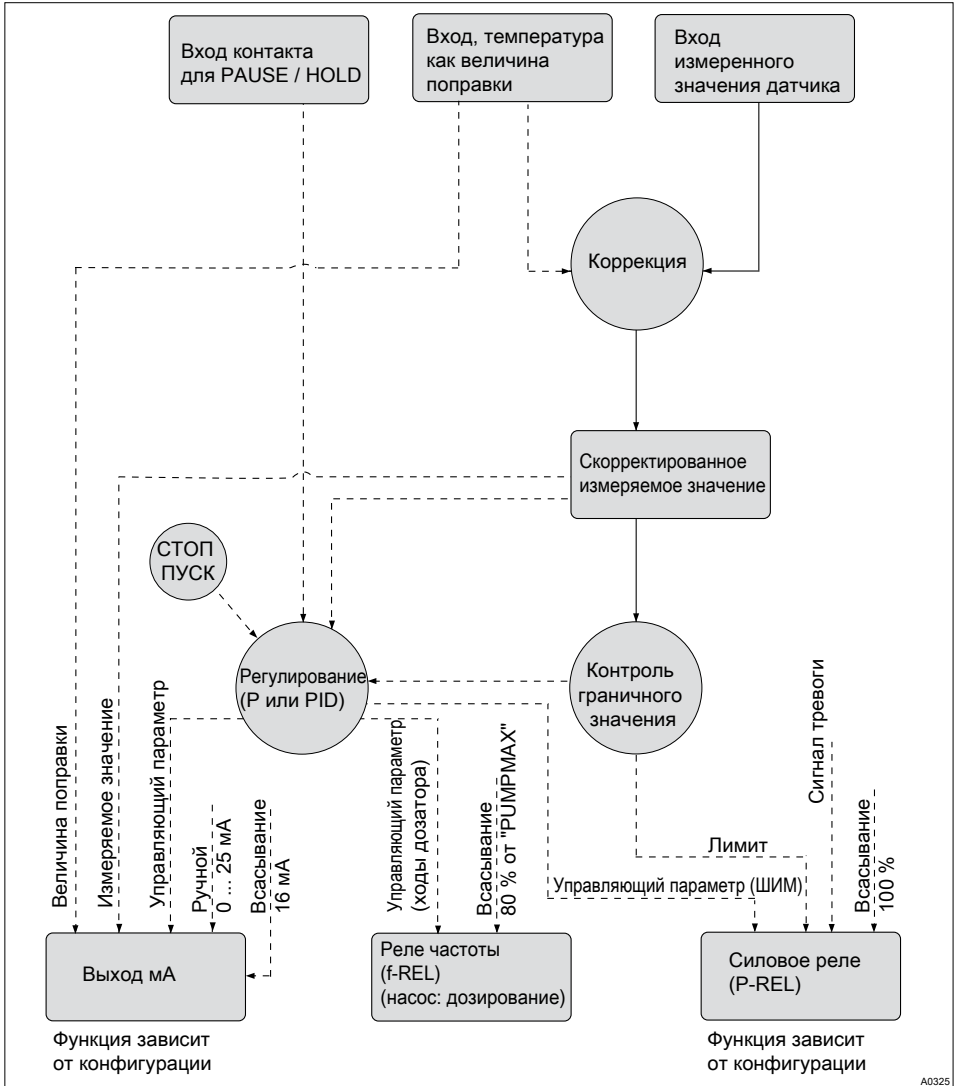 Вход контакта
для PAUSE / HOLD
Вход, температура
как величина
поправки
Вход
измеренного
значения датчика
Коррекция
Скорректированное
измеряемое значение
СТОП
ПУСК
Регулирование
(P или PID)
Контроль
граничного
значения
Величина поправки
Измеряемое значение
Управляющий параметр
Ручной
0 ... 25 мА
Всасывание
16 мА
Управляющий параметр
(ходы дозатора)
Всасывание
80 % от "PUMPMAX"
Лимит
Управляющий параметр (ШИМ)
Сигнал тревоги
Всасывание
100 %
Выход мА
Реле частоты
(f-REL)
(насос: дозирование)
Силовое реле
(P-REL)
Функция зависит
от конфигурации
Функция зависит
от конфигурации
A0325